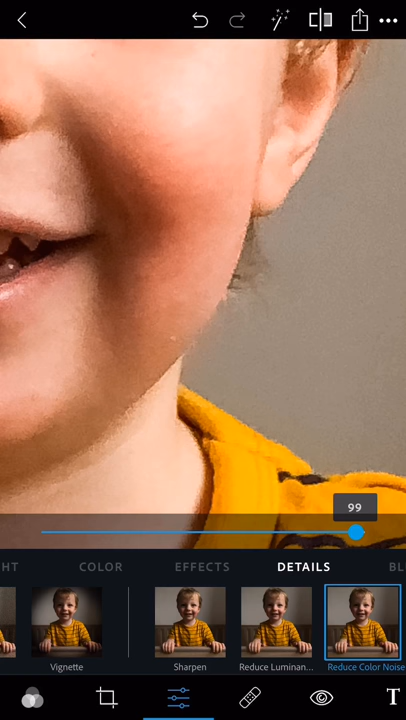 99
HT COLOR EFFECTS DETAILS BL
Vignette Sharpen Reduce Luminan... Reduce Color Noise
T